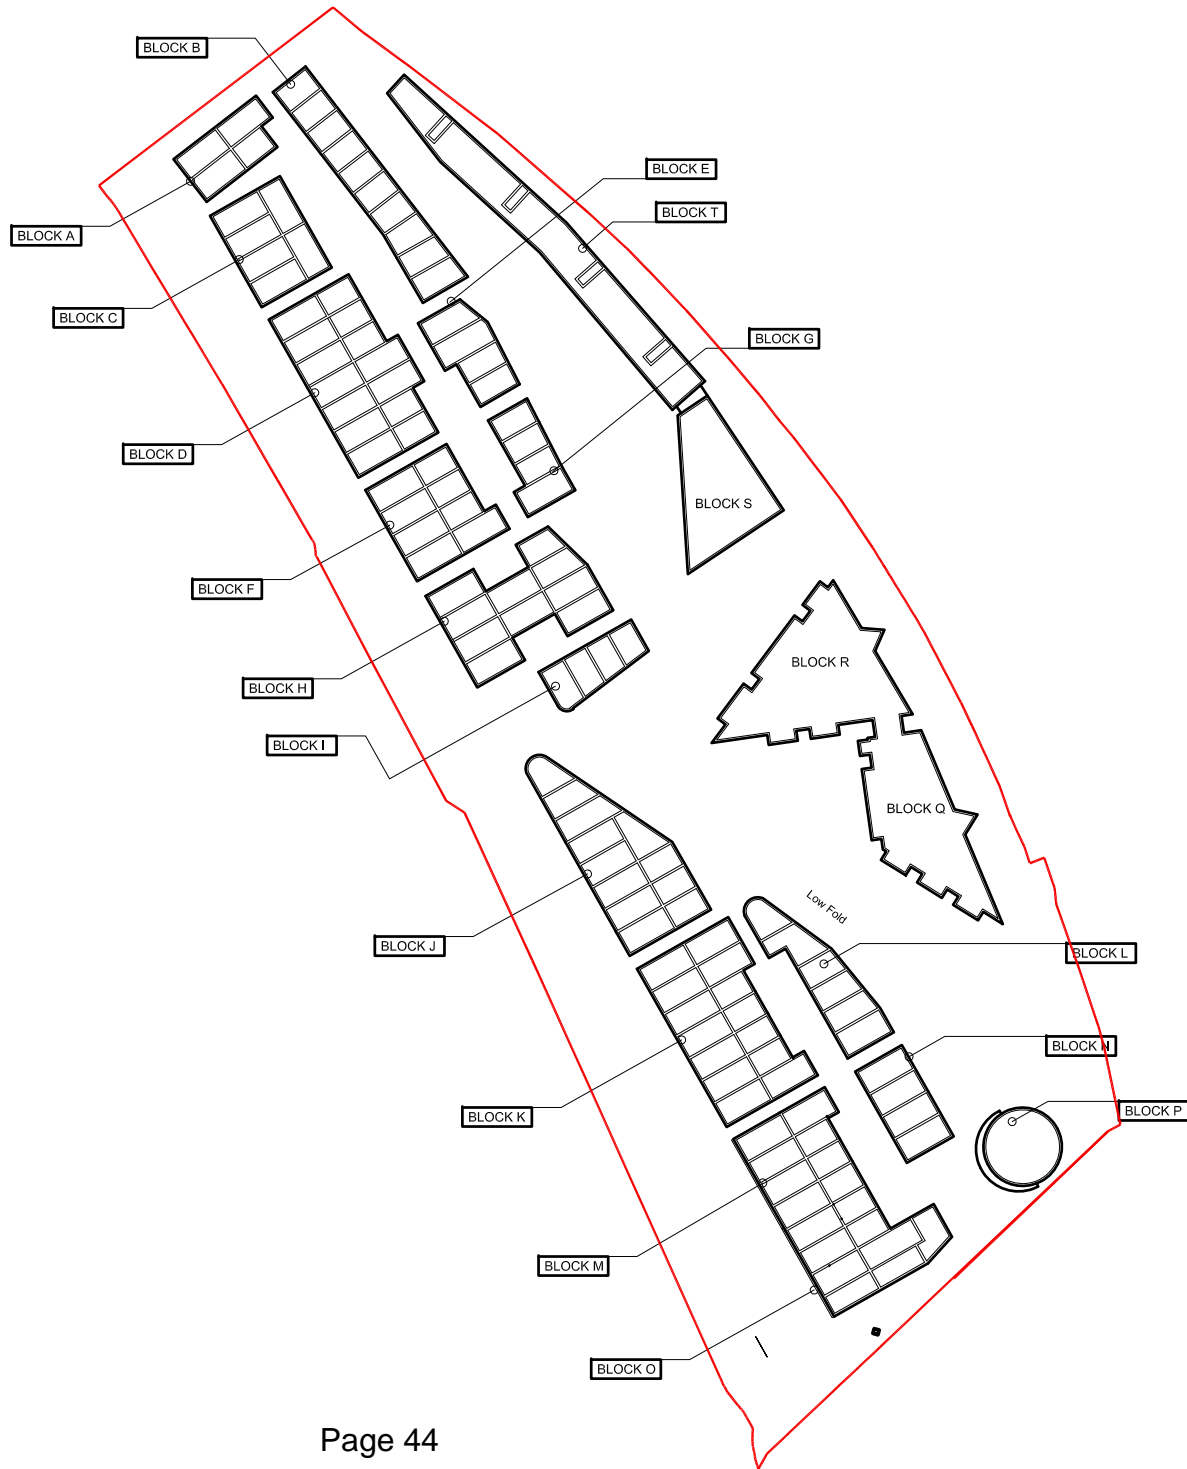 BLOCK B
BLOCK E
BLOCK T
BLOCK A
BLOCK C
BLOCK G
BLOCK D
BLOCK S
BLOCK F
BLOCK R
BLOCK H
BLOCK I
BLOCK Q
Low Fold
BLOCK J
BLOCK L
BLOCK N
BLOCK K
BLOCK P
BLOCK M
BLOCK O
Page 44